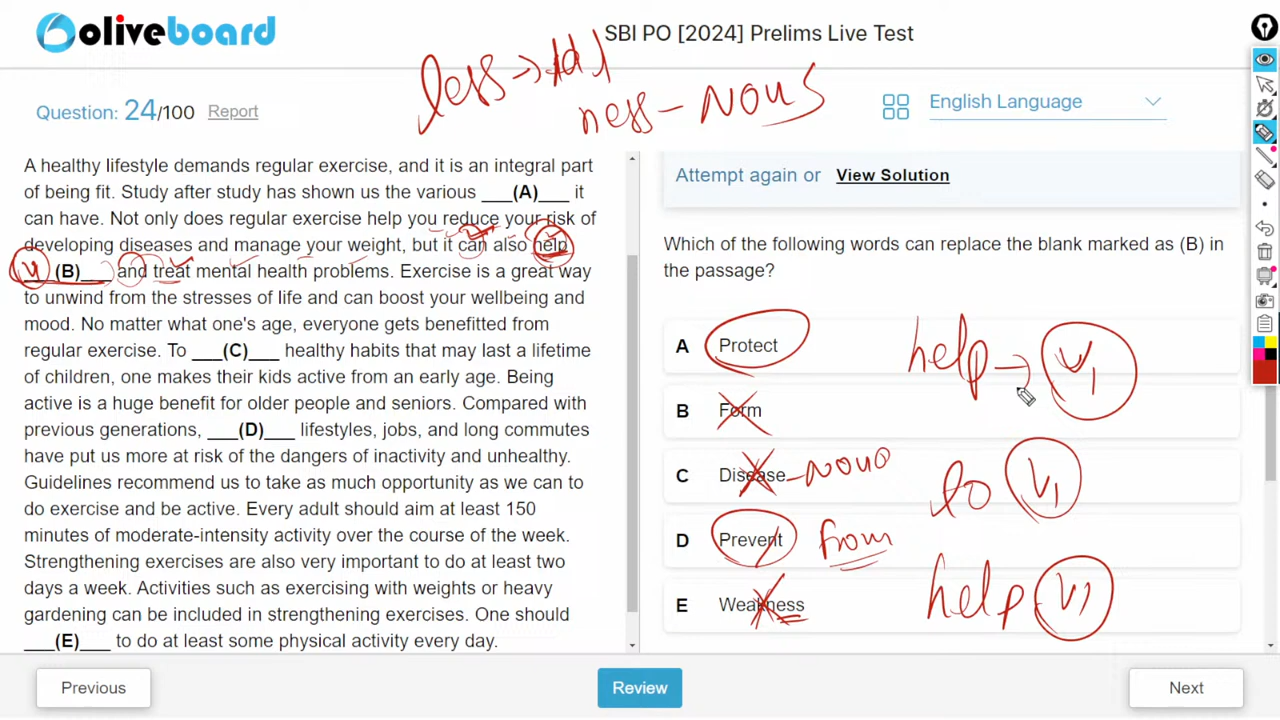 oliveboard
SBI PO [2024] Prelims Live Test
less → Adj
ness - Noun
Question: 24/100 Report
English Language
A healthy lifestyle demands regular exercise, and it is an integral part
of being fit. Study after study has shown us the various ___(A)___ it
can have. Not only does regular exercise help you reduce your risk of
developing diseases and manage your weight, but it can also help
V1
___(B)___ and treat mental health problems. Exercise is a great way
to unwind from the stresses of life and can boost your wellbeing and
mood. No matter what one's age, everyone gets benefitted from
regular exercise. To ___(C)___ healthy habits that may last a lifetime
of children, one makes their kids active from an early age. Being
active is a huge benefit for older people and seniors. Compared with
previous generations, ___(D)___ lifestyles, jobs, and long commutes
have put us more at risk of the dangers of inactivity and unhealthy.
Guidelines recommend us to take as much opportunity as we can to
do exercise and be active. Every adult should aim at least 150
minutes of moderate-intensity activity over the course of the week.
Strengthening exercises are also very important to do at least two
days a week. Activities such as exercising with weights or heavy
gardening can be included in strengthening exercises. One should
___(E)___ to do at least some physical activity every day.
Attempt again or View Solution
Which of the following words can replace the blank marked as (B) in
the passage?
A Protect
B Form
C Disease - Noun
D Prevent from
E Weakness
help → V1
to V1
help V1
Previous
Review
Next